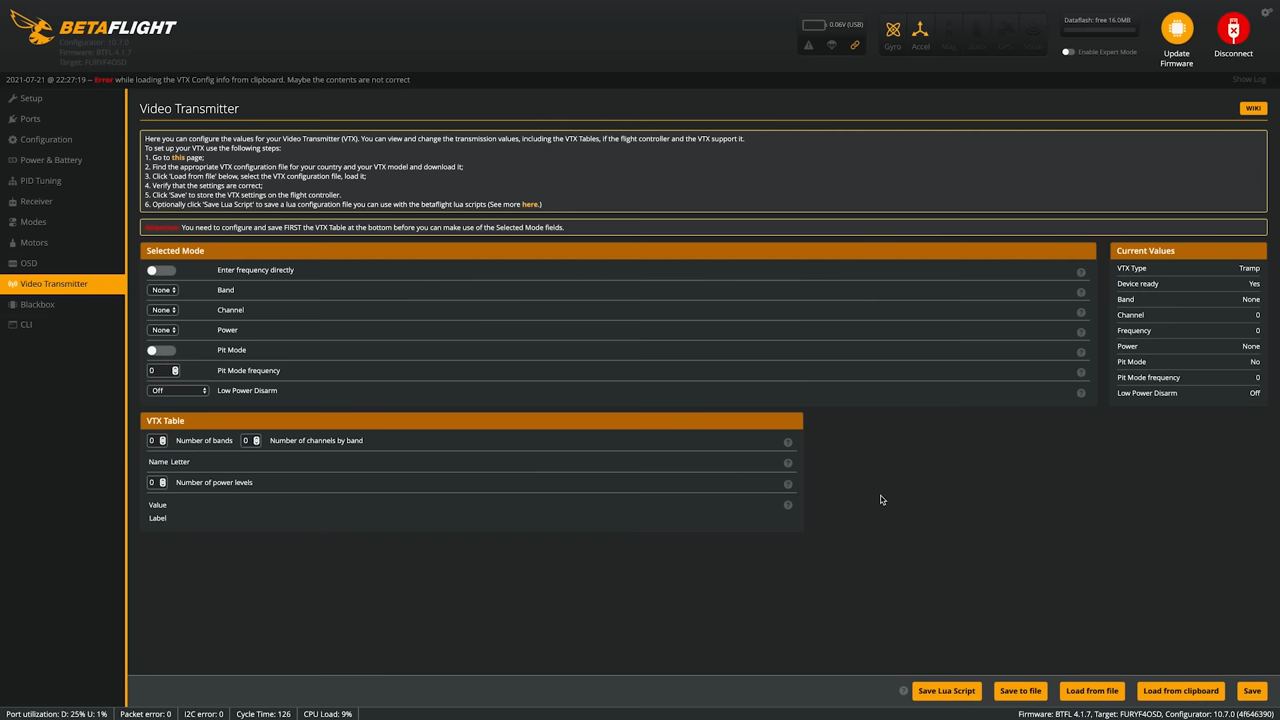 BETAFLIGHT
Configurator: 10.7.0
Firmware: BTFL 4.1.7
Target: FURYF4OSD
0.06V (USB)
Gyro
Accel
Dataflash: free 16.0MB
Enable Expert Mode
Update
Firmware
Disconnect
2021-07-21 @ 22:27:19 -- Error while loading the VTX Config info from clipboard. Maybe the contents are not correct
Show Log
Setup
Ports
Configuration
Power & Battery
PID Tuning
Receiver
Modes
Motors
OSD
Video Transmitter
Blackbox
CLI
Video Transmitter
WIKI
Here you can configure the values for your Video Transmitter (VTX). You can view and change the transmission values, including the VTX Tables, if the flight controller and the VTX support it.
To set up your VTX use the following steps:
1. Go to this page;
2. Find the appropriate VTX configuration file for your country and your VTX model and download it;
3. Click 'Load from file' below, select the VTX configuration file, load it;
4. Verify that the settings are correct;
5. Click 'Save' to store the VTX settings on the flight controller.
6. Optionally click 'Save Lua Script' to save a lua configuration file you can use with the betaflight lua scripts (See more here.)
You need to configure and save FIRST the VTX Table at the bottom before you can make use of the Selected Mode fields.
Selected Mode
Enter frequency directly
None Band
None Channel
None Power
Pit Mode
0 Pit Mode frequency
Off Low Power Disarm
Current Values
VTX Type Tramp
Device ready Yes
Band None
Channel 0
Frequency 0
Power None
Pit Mode No
Pit Mode frequency 0
Low Power Disarm Off
VTX Table
0 Number of bands 0 Number of channels by band
Name Letter
0 Number of power levels
Value
Label
Save Lua Script
Save to file
Load from file
Load from clipboard
Save
Port utilization: D: 25% U: 1%
Packet error: 0
I2C error: 0
Cycle Time: 126
CPU Load: 9%
Firmware: BTFL 4.1.7, Target: FURYF4OSD, Configurator: 10.7.0 (4f646390)